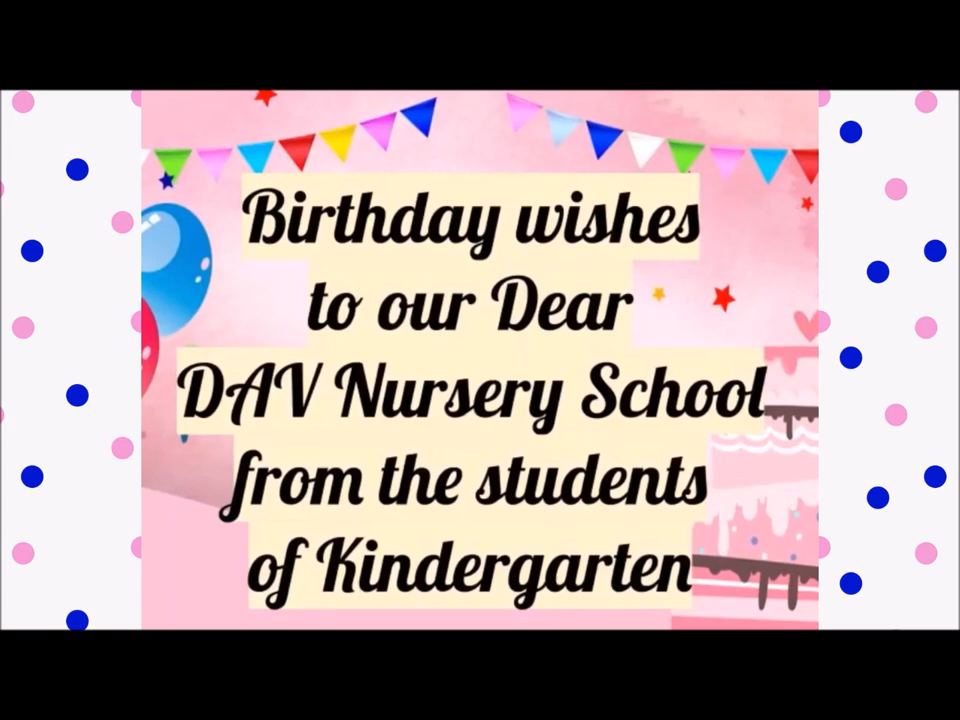 Birthday wishes
to our Dear
DAV Nursery School
from the students
of Kindergarten